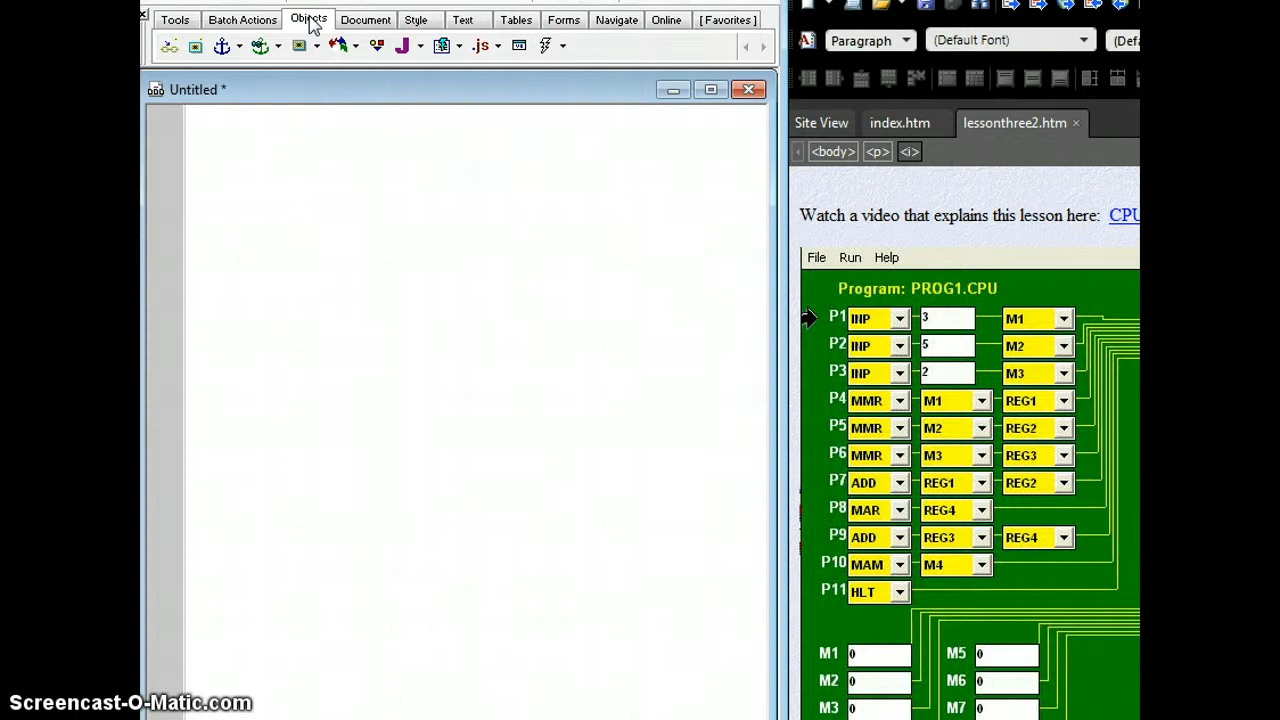 Tools Batch Actions Objects Document Style Text Tables Forms Navigate Online [ Favorites ]
.js
Untitled *
Paragraph (Default Font)
Site View index.htm lessonthree2.htm ×
<body> <p> <i>
Watch a video that explains this lesson here: CPU
File Run Help
Program: PROG1.CPU
P1 INP 3 M1
P2 INP 5 M2
P3 INP 2 M3
P4 MMR M1 REG1
P5 MMR M2 REG2
P6 MMR M3 REG3
P7 ADD REG1 REG2
P8 MAR REG4
P9 ADD REG3 REG4
P10 MAM M4
P11 HLT
M1 0 M5 0
M2 0 M6 0
M3 0 M7 0
Screencast-O-Matic.com